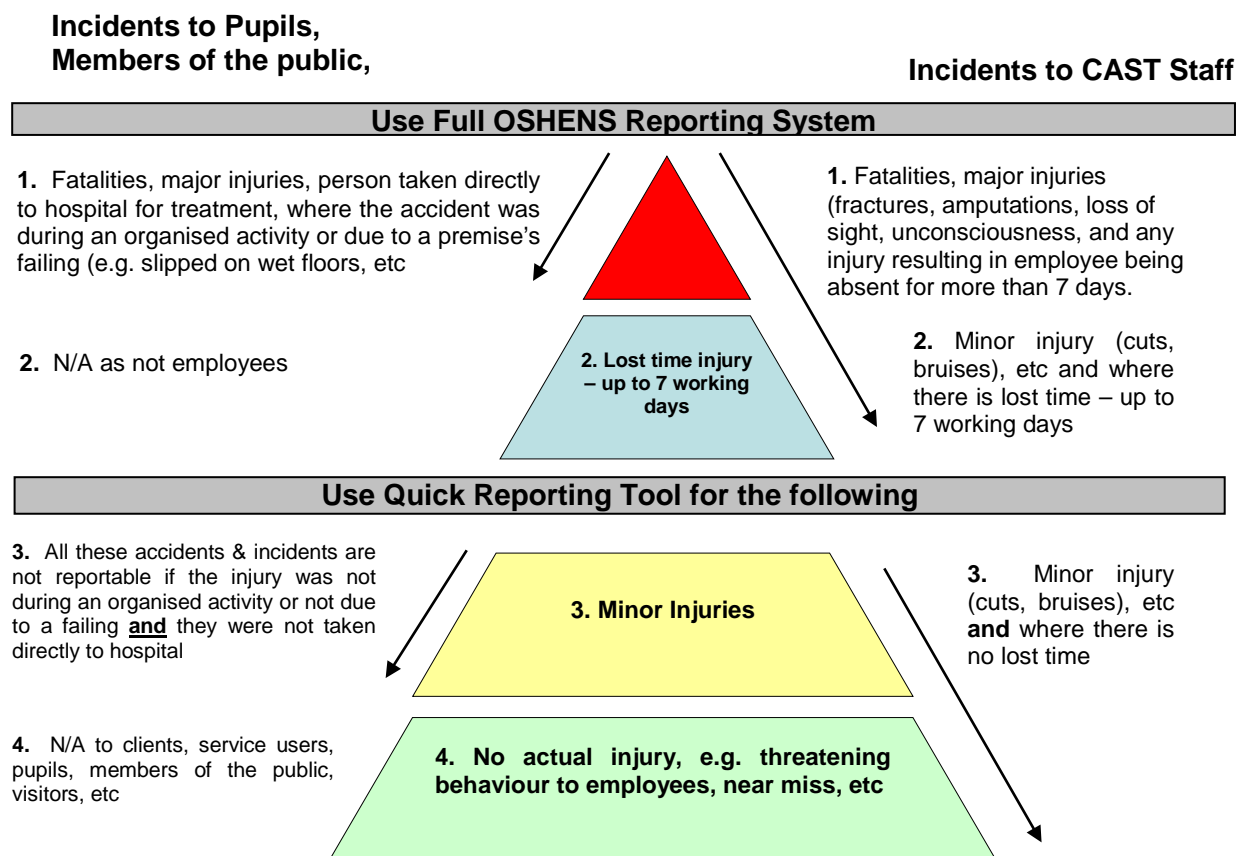 Incidents to Pupils,
Members of the public,
Incidents to CAST Staff
Use Full OSHENS Reporting System
1. Fatalities, major injuries, person taken directly
to hospital for treatment, where the accident was
during an organised activity or due to a premise’s
failing (e.g. slipped on wet floors, etc
1. Fatalities, major injuries
(fractures, amputations, loss of
sight, unconsciousness, and any
injury resulting in employee being
absent for more than 7 days.
2. N/A as not employees
2. Lost time injury
– up to 7 working
days
2. Minor injury (cuts,
bruises), etc and where
there is lost time – up to
7 working days
Use Quick Reporting Tool for the following
3. All these accidents & incidents are
not reportable if the injury was not
during an organised activity or not due
to a failing and they were not taken
directly to hospital
3. Minor Injuries
3. Minor injury
(cuts, bruises), etc
and where there is
no lost time
4. N/A to clients, service users,
pupils, members of the public,
visitors, etc
4. No actual injury, e.g. threatening
behaviour to employees, near miss, etc